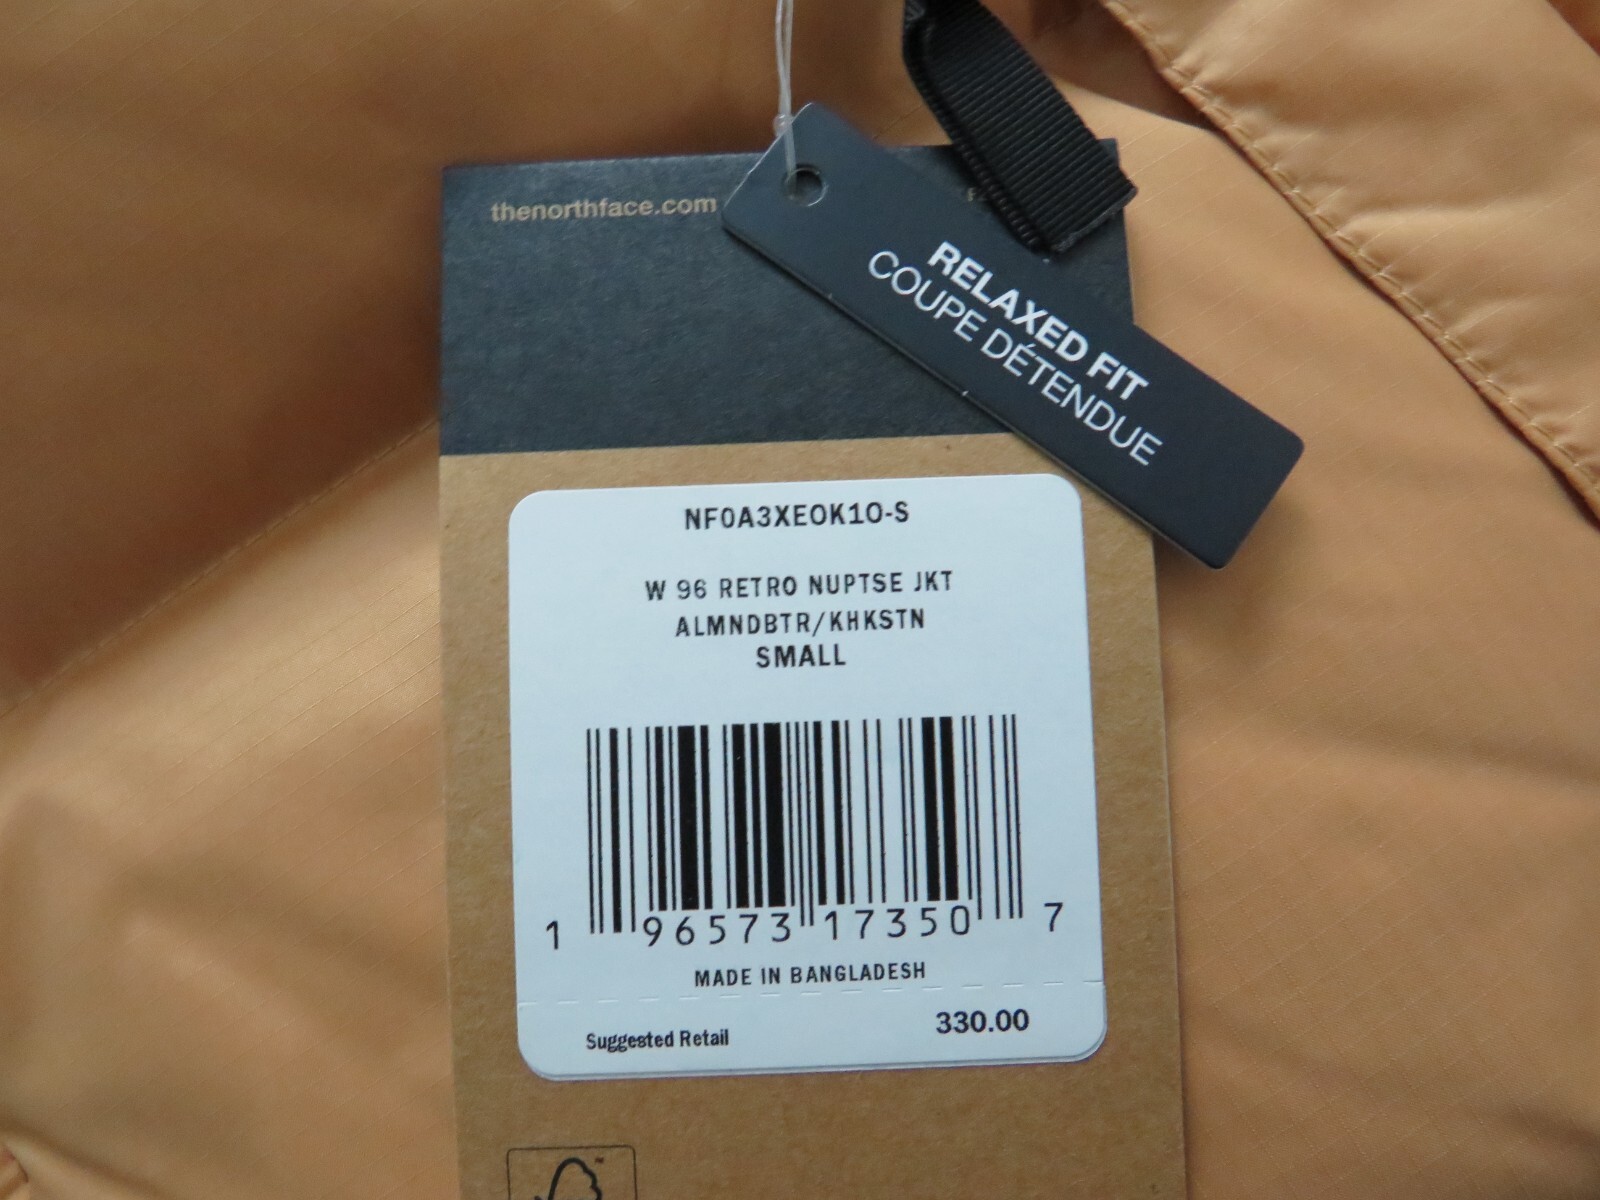 thenorthface.com
RELAXED FIT
COUPE DÉTENDUE
NF0A3XEOK1O-S
W 96 RETRO NUPTSE JKT
ALMNDBTR/KHKSTN
SMALL
1 96573 17350 7
MADE IN BANGLADESH
Suggested Retail 330.00